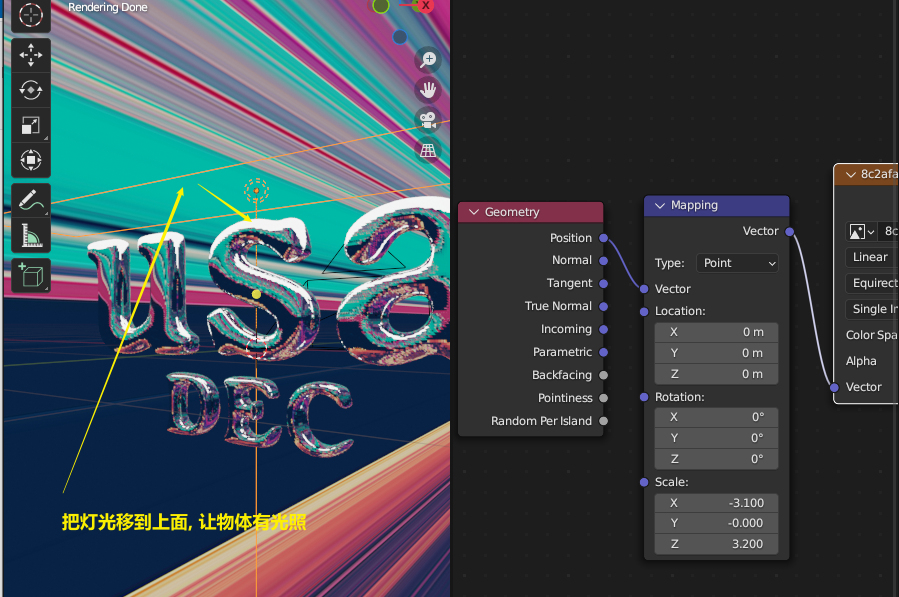 Rendering Done
X
USA
DEC
把灯光移到上面, 让物体有光照
Geometry
Position
Normal
Tangent
True Normal
Incoming
Parametric
Backfacing
Pointiness
Random Per Island
Mapping
Vector
Type: Point
Vector
Location:
X 0 m
Y 0 m
Z 0 m
Rotation:
X 0°
Y 0°
Z 0°
Scale:
X -3.100
Y -0.000
Z 3.200
8c2afa
8c
Linear
Equirect
Single I
Color Spa
Alpha
Vector